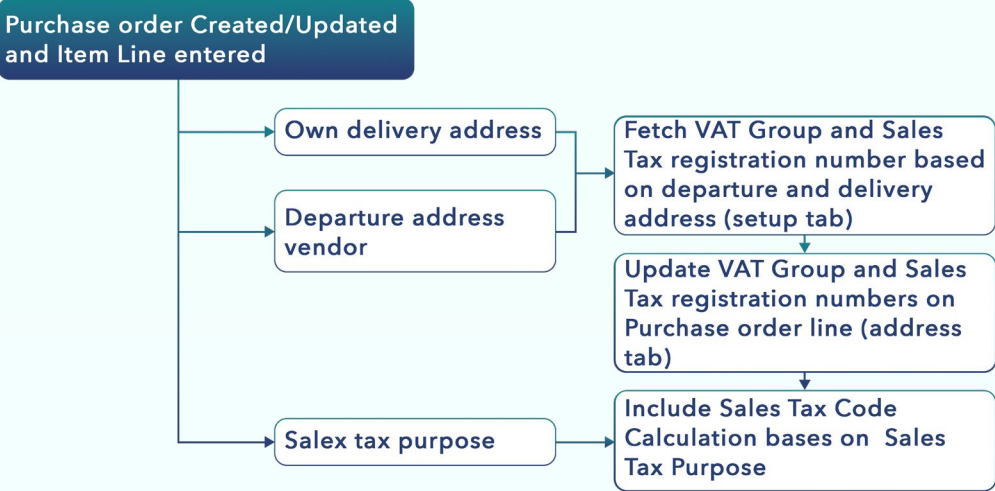 Purchase order Created/Updated
and Item Line entered
Own delivery address
Departure address
vendor
Fetch VAT Group and Sales
Tax registration number based
on departure and delivery
address (setup tab)
Update VAT Group and Sales
Tax registration numbers on
Purchase order line (address
tab)
Salex tax purpose
Include Sales Tax Code
Calculation bases on Sales
Tax Purpose